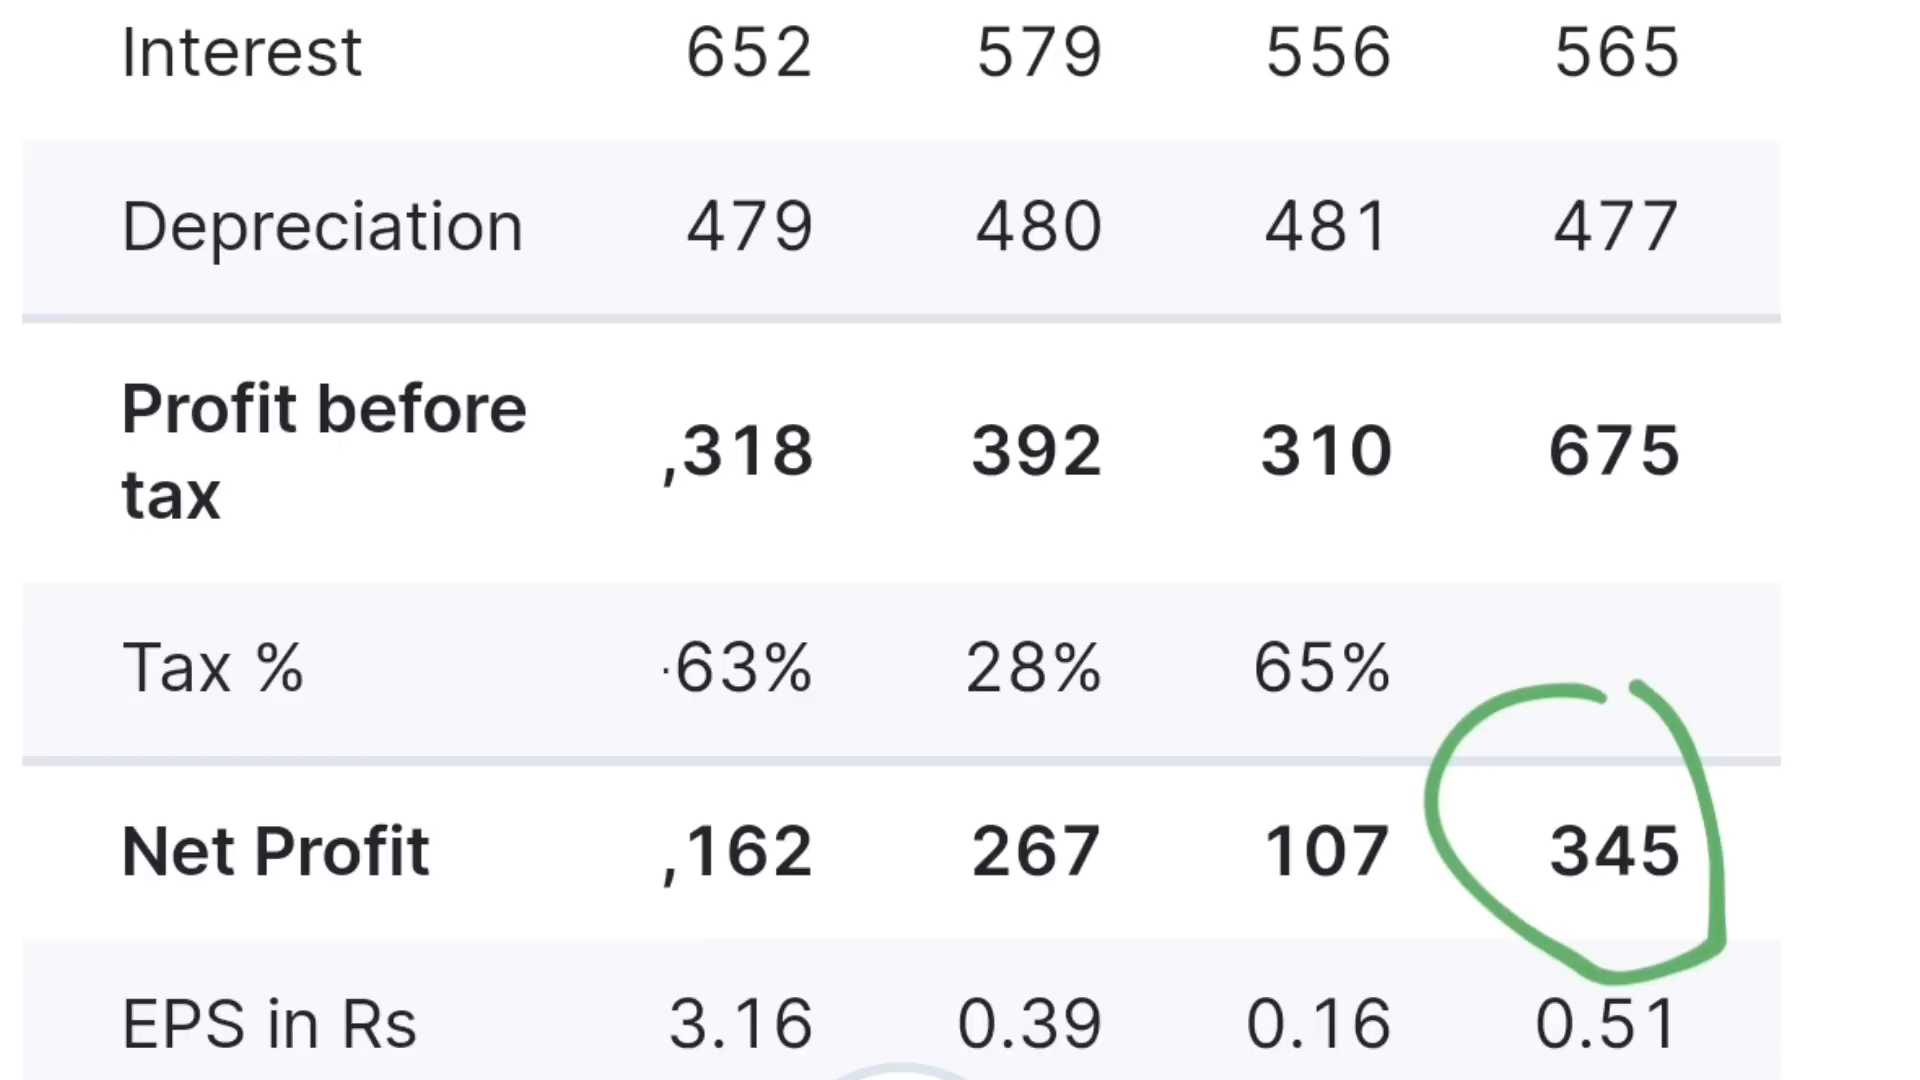 Interest 652 579 556 565
Depreciation 479 480 481 477
Profit before
tax ,318 392 310 675
Tax % 63% 28% 65%
Net Profit ,162 267 107 345
EPS in Rs 3.16 0.39 0.16 0.51